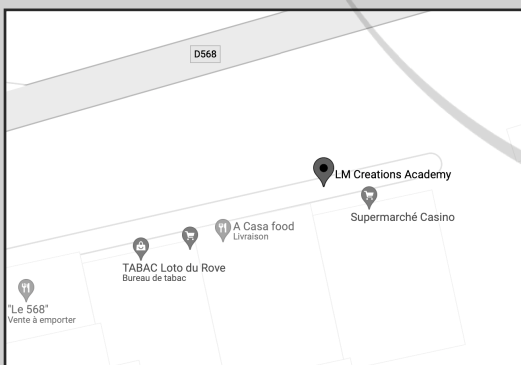 D568
LM Creations Academy
Supermarché Casino
A Casa food
Livraison
TABAC Loto du Rove
Bureau de tabac
"Le 568"
Vente à emporter